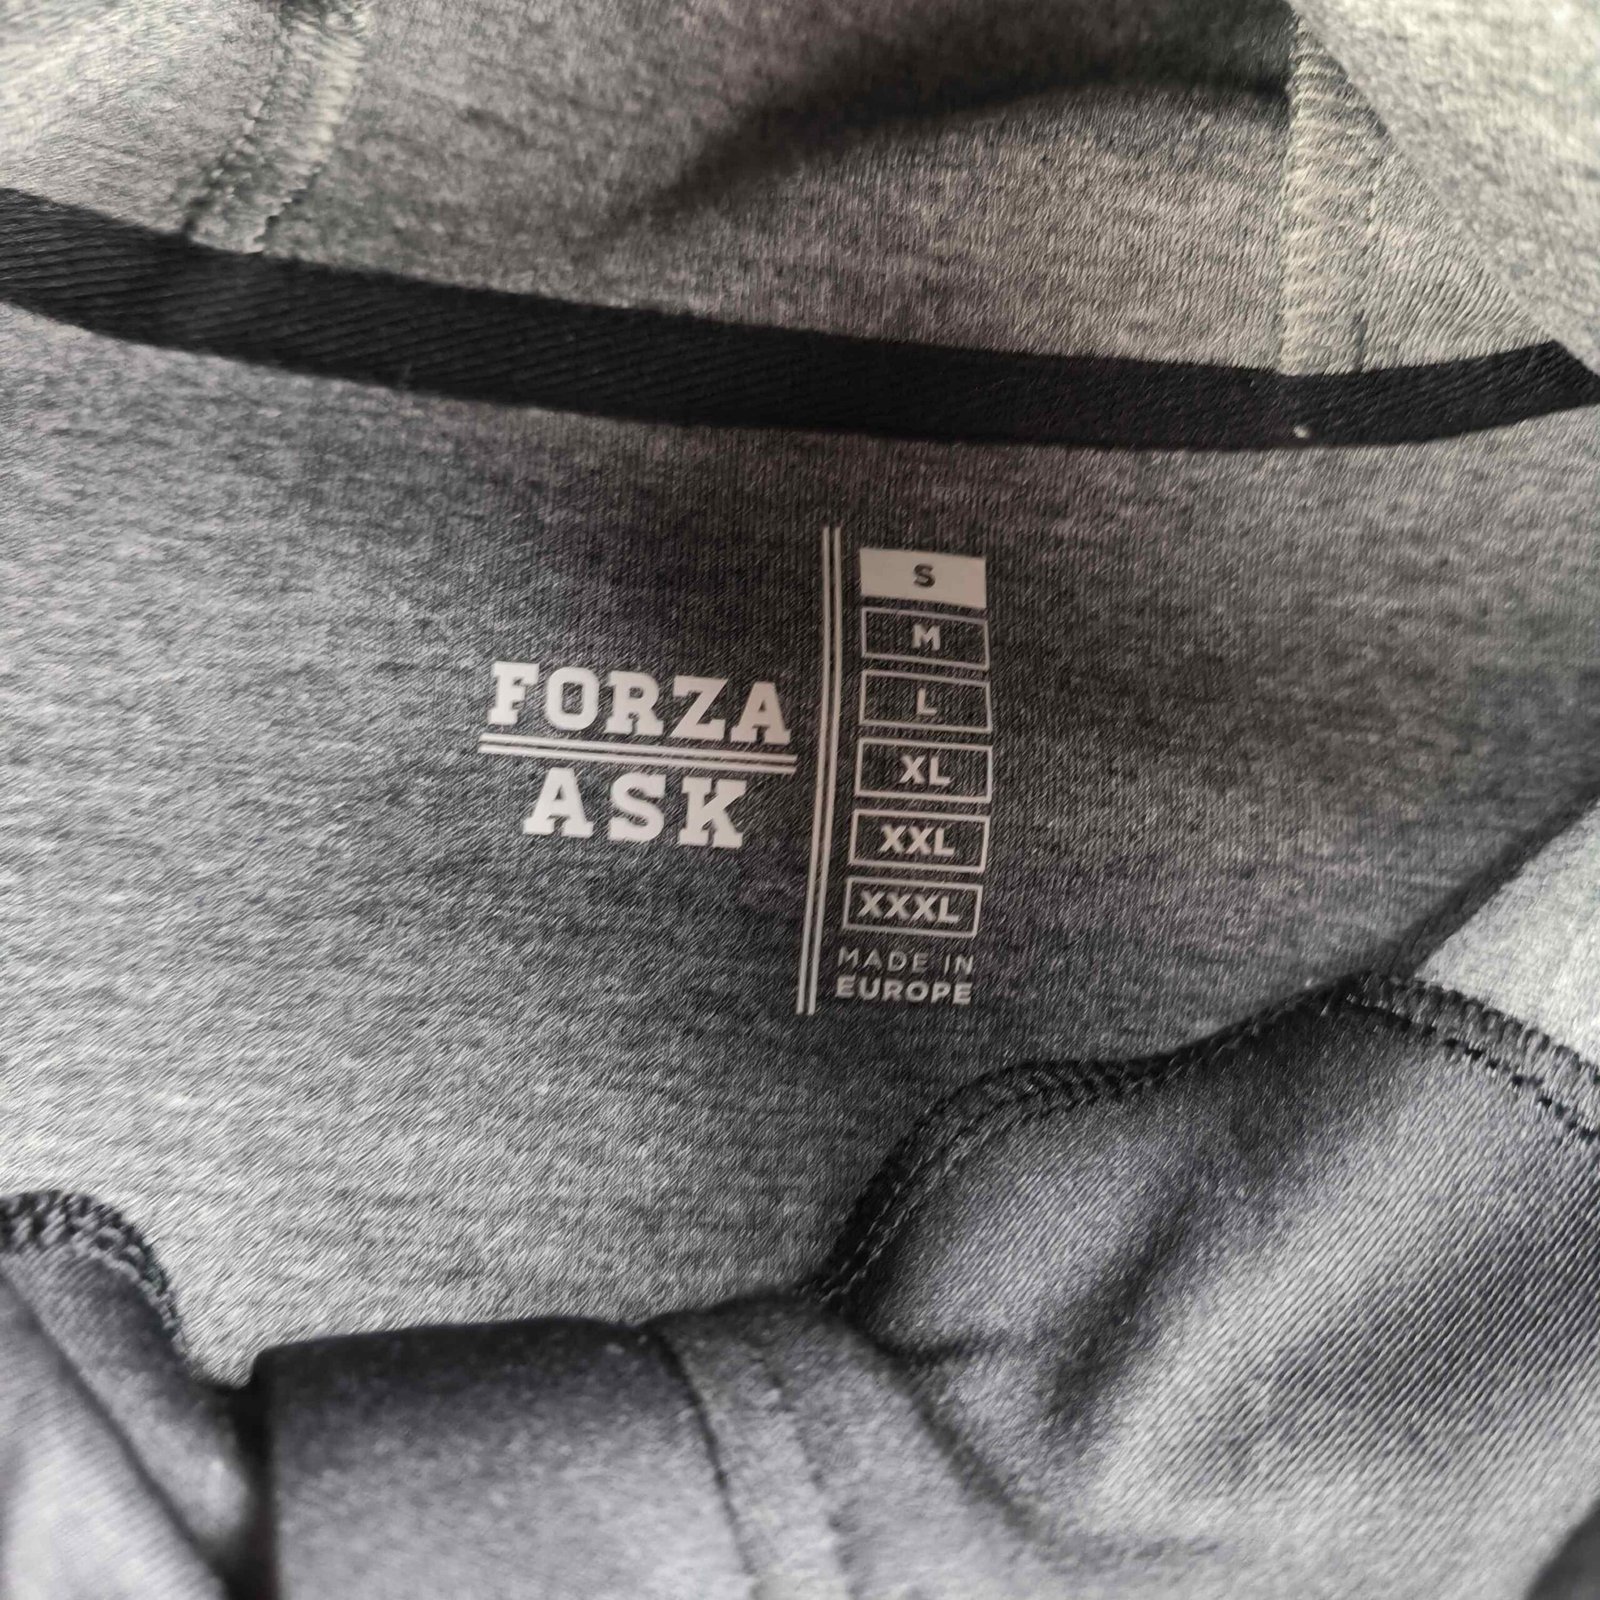 FORZA
ASK
S
M
L
XL
XXL
XXXL
MADE IN
EUROPE